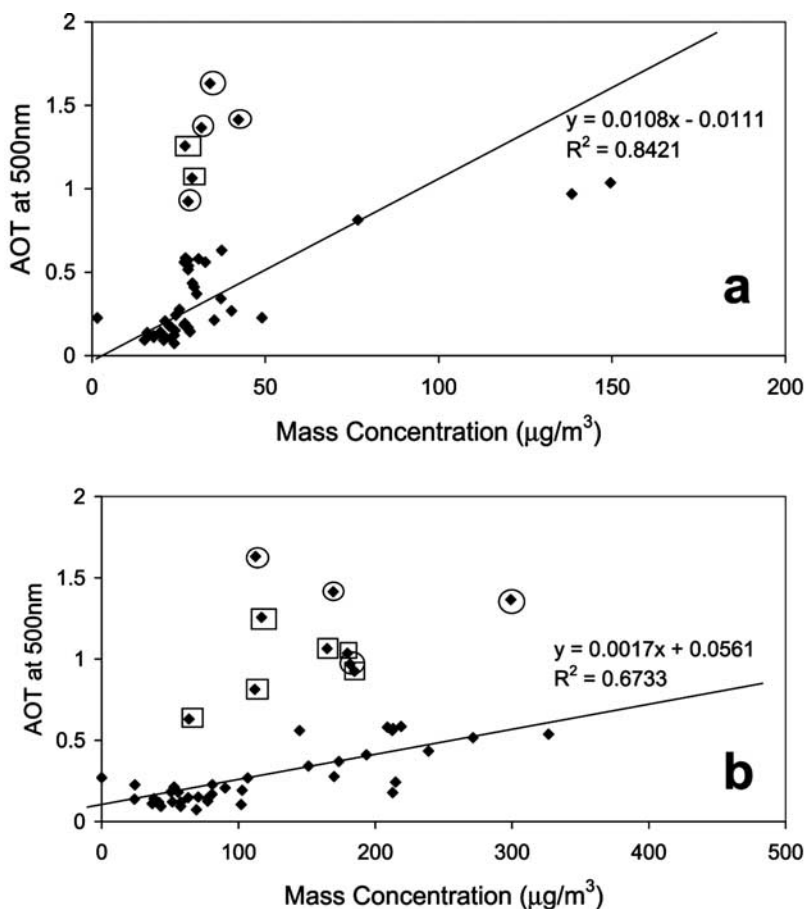 2
1.5
1
0.5
0
AOT at 500nm
y = 0.0108x - 0.0111
R² = 0.8421
a
0 50 100 150 200
Mass Concentration (μg/m³)
2
1.5
1
0.5
0
AOT at 500nm
y = 0.0017x + 0.0561
R² = 0.6733
b
0 100 200 300 400 500
Mass Concentration (μg/m³)